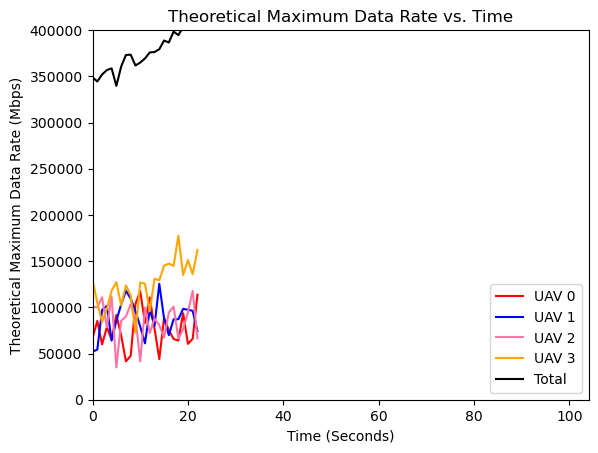 Theoretical Maximum Data Rate vs. Time
Theoretical Maximum Data Rate (Mbps)
400000
350000
300000
250000
200000
150000
100000
50000
0
0 20 40 60 80 100
Time (Seconds)
UAV 0
UAV 1
UAV 2
UAV 3
Total